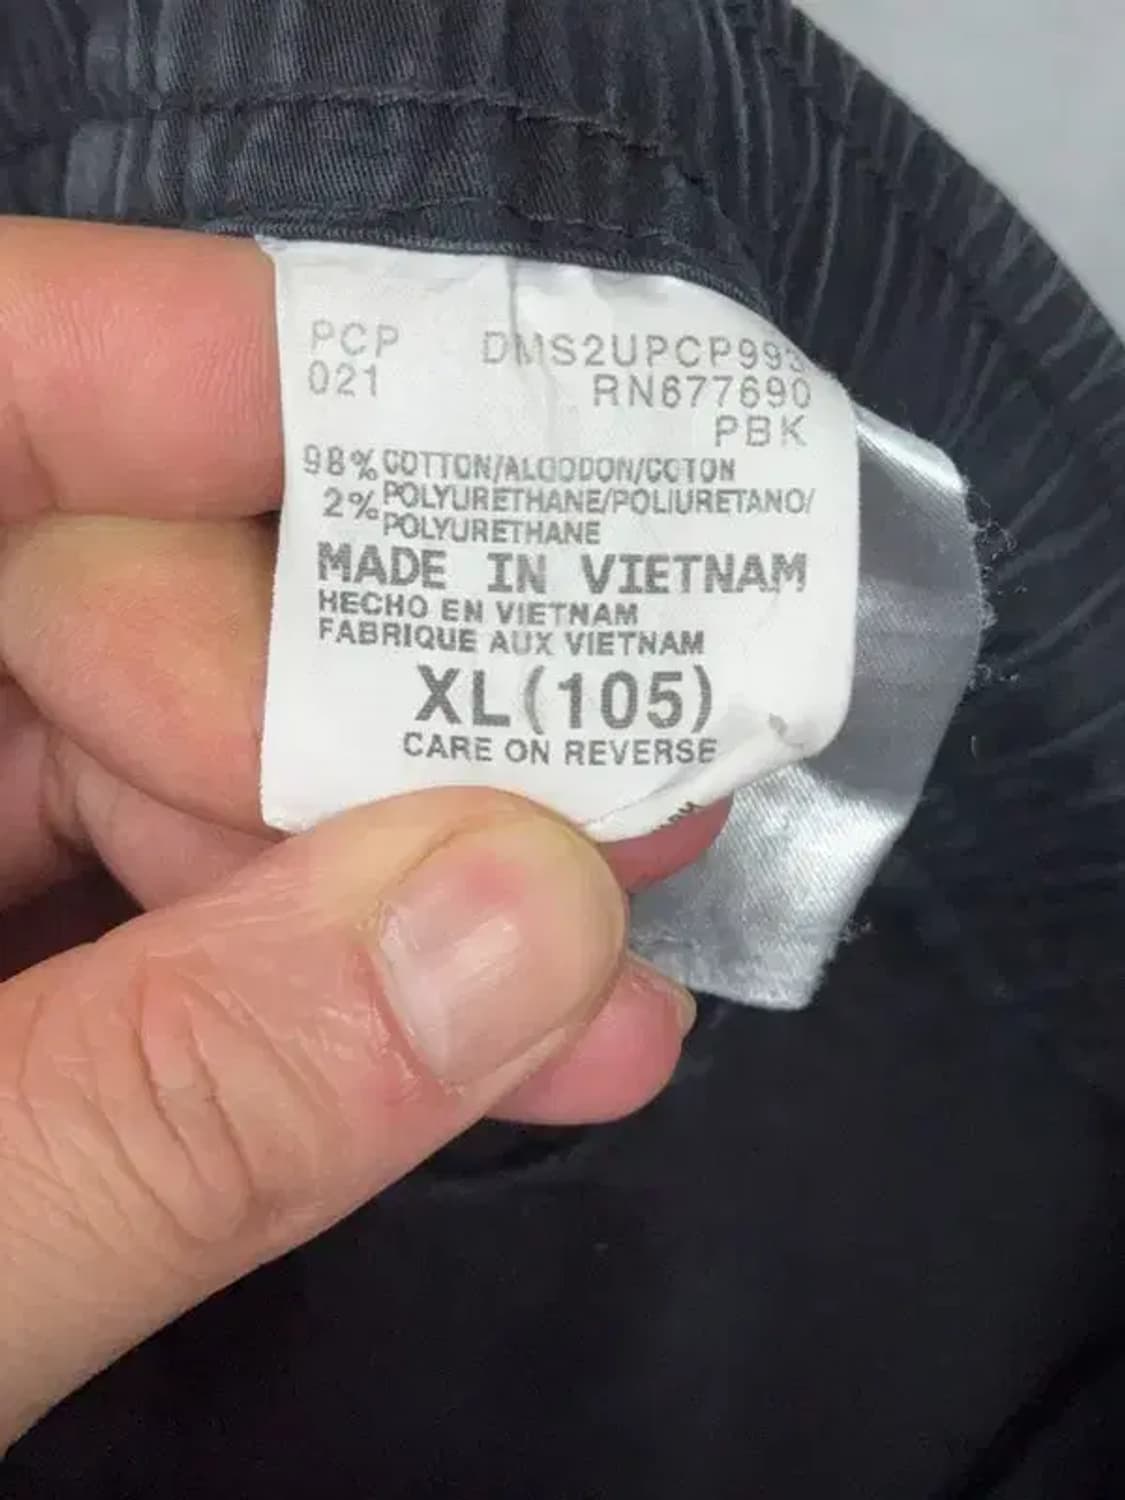 PCP DMS2UPCP993
021 RN677690
PBK
98% COTTON/ALGODON/COTON
2% POLYURETHANE/POLIURETANO/
POLYURETHANE
MADE IN VIETNAM
HECHO EN VIETNAM
FABRIQUE AUX VIETNAM
XL(105)
CARE ON REVERSE